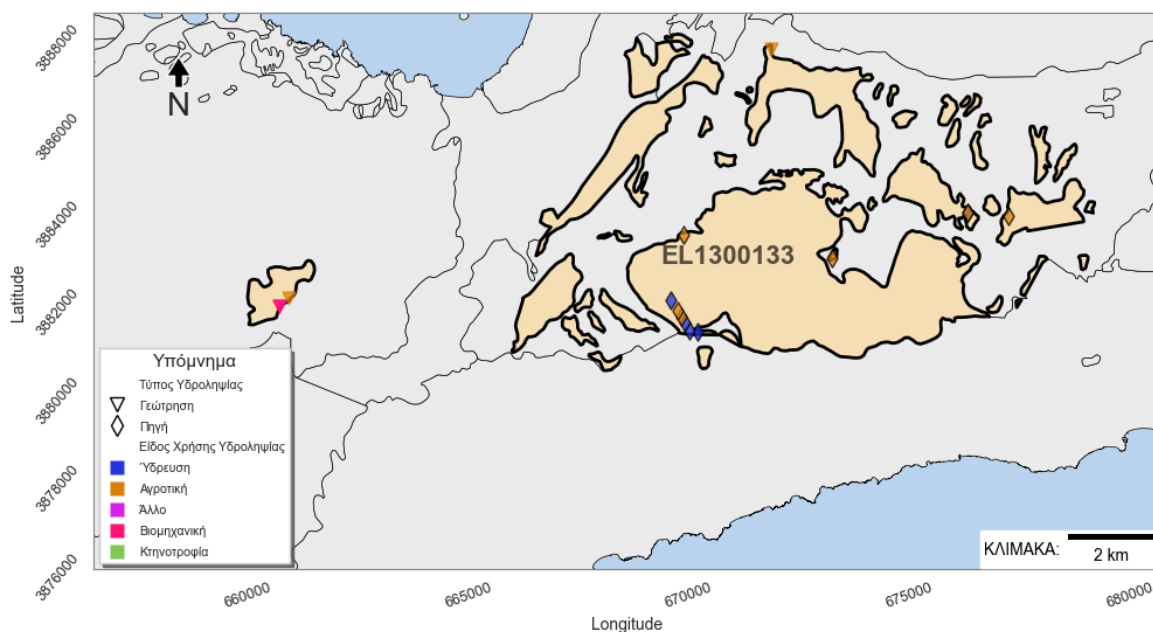 N
3888000
3886000
3884000
3882000
3880000
3878000
3876000
Latitude
EL1300133
Υπόμνημα
Τύπος Υδροληψίας
Γεώτρηση
Πηγή
Είδος Χρήσης Υδροληψίας
Ύδρευση
Αγροτική
Άλλο
Βιομηχανική
Κτηνοτροφία
ΚΛΙΜΑΚΑ:
2 km
660000
665000
670000
675000
680000
Longitude